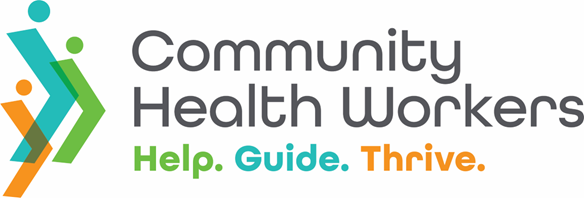 Community
Health Workers
Help. Guide. Thrive.